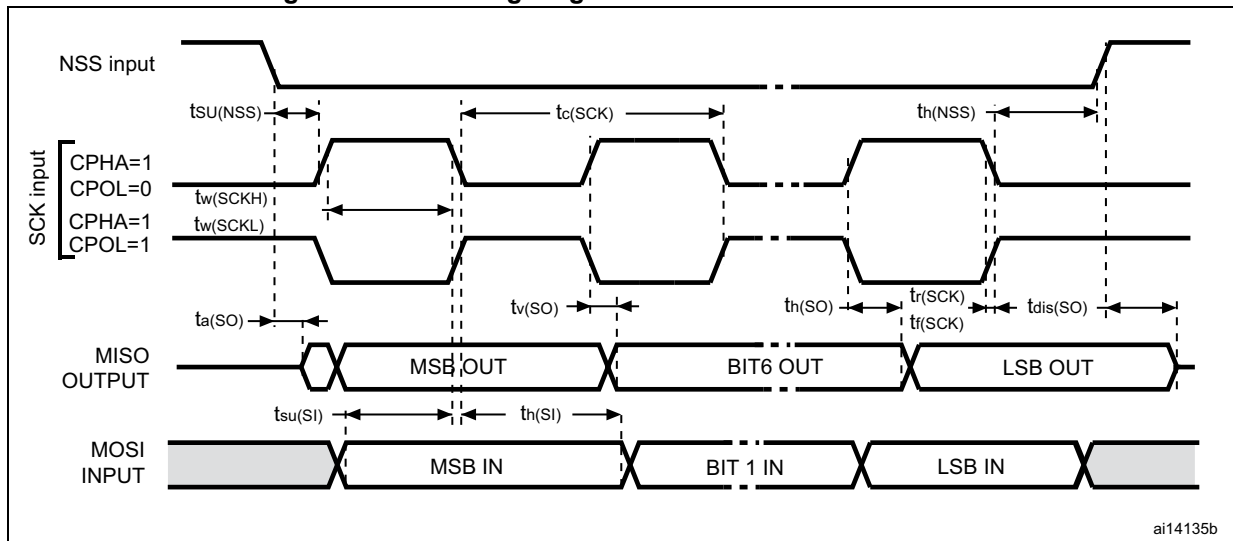 NSS input
tSU(NSS)
tc(SCK)
th(NSS)
SCK input
CPHA=1
CPOL=0
tw(SCKH)
CPHA=1
tw(SCKL)
CPOL=1
ta(SO)
tv(SO)
th(SO)
tr(SCK)
tf(SCK)
tdis(SO)
MISO
OUTPUT
MSB OUT
BIT6 OUT
LSB OUT
tsu(SI)
th(SI)
MOSI
INPUT
MSB IN
BIT 1 IN
LSB IN
ai14135b